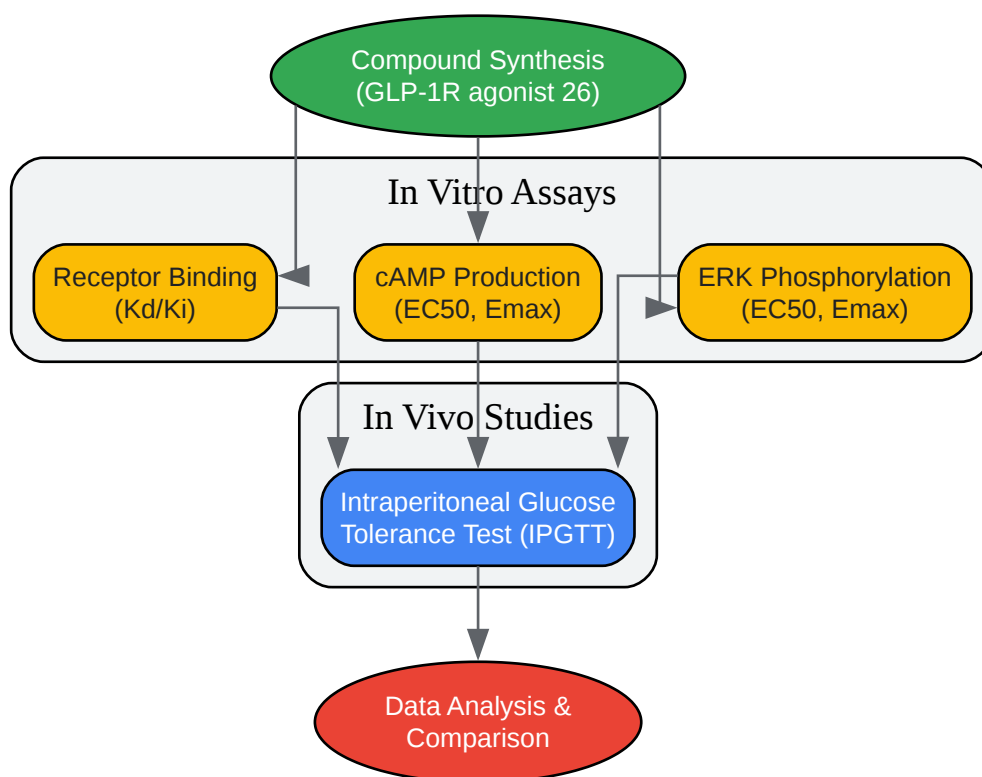 Compound Synthesis
(GLP-1R agonist 26)
In Vitro Assays
Receptor Binding
(Kd/Ki)
cAMP Production
(EC50, Emax)
ERK Phosphorylation
(EC50, Emax)
In Vivo Studies
Intraperitoneal Glucose
Tolerance Test (IPGTT)
Data Analysis &
Comparison